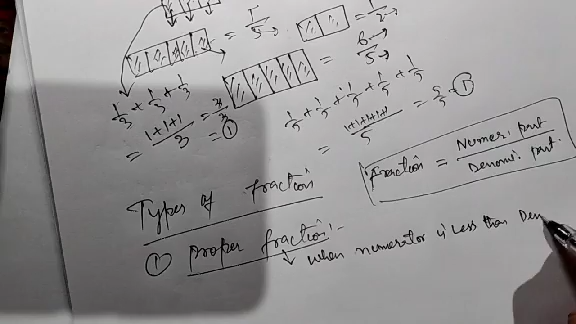 = 1/5
= 1/2
= 5/5
1/3 + 1/3 + 1/3
= 1+1+1/3 = 3/3 = 1
1/5 + 1/5 + 1/5 + 1/5 + 1/5
= 1+1+1+1+1/5 = 5/5 = 1
Fraction = Numer. part / Denomi. part.
Types of fraction
① proper fraction:-
↳ when numerator is less than Den